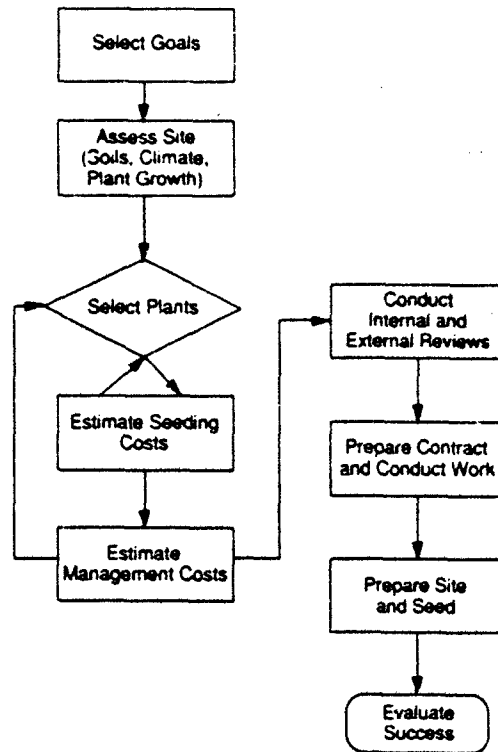 Select Goals
Assess Site
(Soils, Climate,
Plant Growth)
Select Plants
Estimate Seeding
Costs
Estimate
Management Costs
Conduct
Internal and
External Reviews
Prepare Contract
and Conduct Work
Prepare Site
and Seed
Evaluate
Success